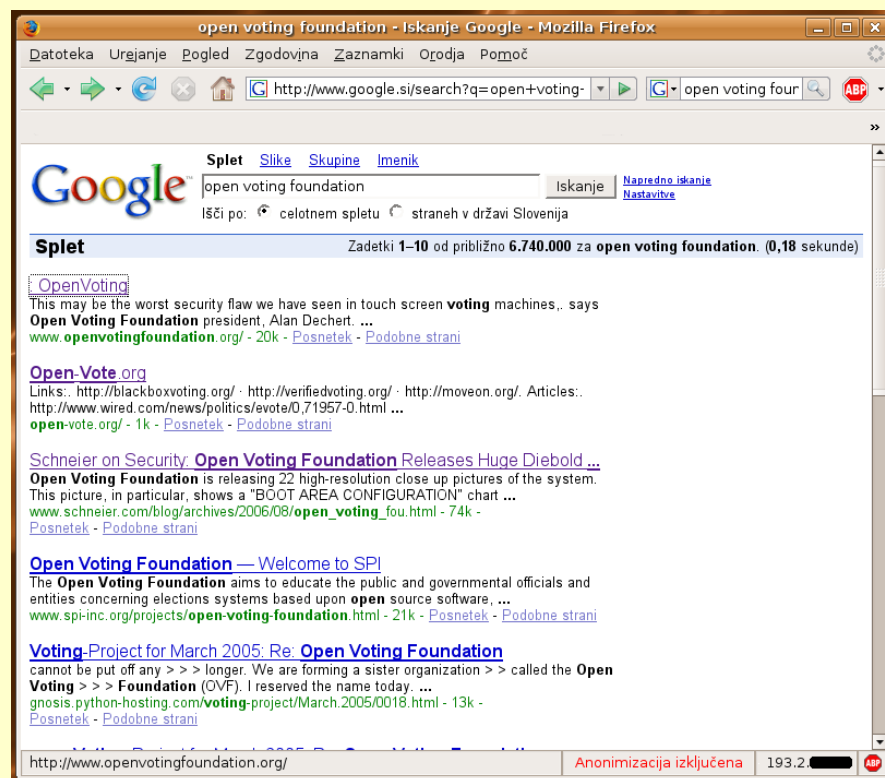 open voting foundation - Iskanje Google - Mozilla Firefox
Datoteka Urejanje Pogled Zgodovina Zaznamki Orodja Pomoč
http://www.google.si/search?q=open+voting- G open voting four ABP
»
Google™
Splet Slike Skupine Imenik
open voting foundation Iskanje Napredno iskanje
Nastavitve
Išči po: celotnem spletu straneh v državi Slovenija
Splet Zadetki 1–10 od približno 6.740.000 za open voting foundation. (0,18 sekunde)
: OpenVoting
This may be the worst security flaw we have seen in touch screen voting machines,. says
Open Voting Foundation president, Alan Dechert. ...
www.openvotingfoundation.org/ - 20k - Posnetek - Podobne strani
Open-Vote.org
Links:. http://blackboxvoting.org/ · http://verifiedvoting.org/ · http://moveon.org/. Articles:.
http://www.wired.com/news/politics/evote/0,71957-0.html ...
open-vote.org/ - 1k - Posnetek - Podobne strani
Schneier on Security: Open Voting Foundation Releases Huge Diebold ...
Open Voting Foundation is releasing 22 high-resolution close up pictures of the system.
This picture, in particular, shows a "BOOT AREA CONFIGURATION" chart ...
www.schneier.com/blog/archives/2006/08/open_voting_fou.html - 74k -
Posnetek - Podobne strani
Open Voting Foundation — Welcome to SPI
The Open Voting Foundation aims to educate the public and governmental officials and
entities concerning elections systems based upon open source software, ...
www.spi-inc.org/projects/open-voting-foundation.html - 21k - Posnetek - Podobne strani
Voting-Project for March 2005: Re: Open Voting Foundation
cannot be put off any > > > longer. We are forming a sister organization > > called the Open
Voting > > > Foundation (OVF). I reserved the name today. ...
gnosis.python-hosting.com/voting-project/March.2005/0018.html - 13k -
Posnetek - Podobne strani
http://www.openvotingfoundation.org/ Anonimizacija izključena 193.2. ABP